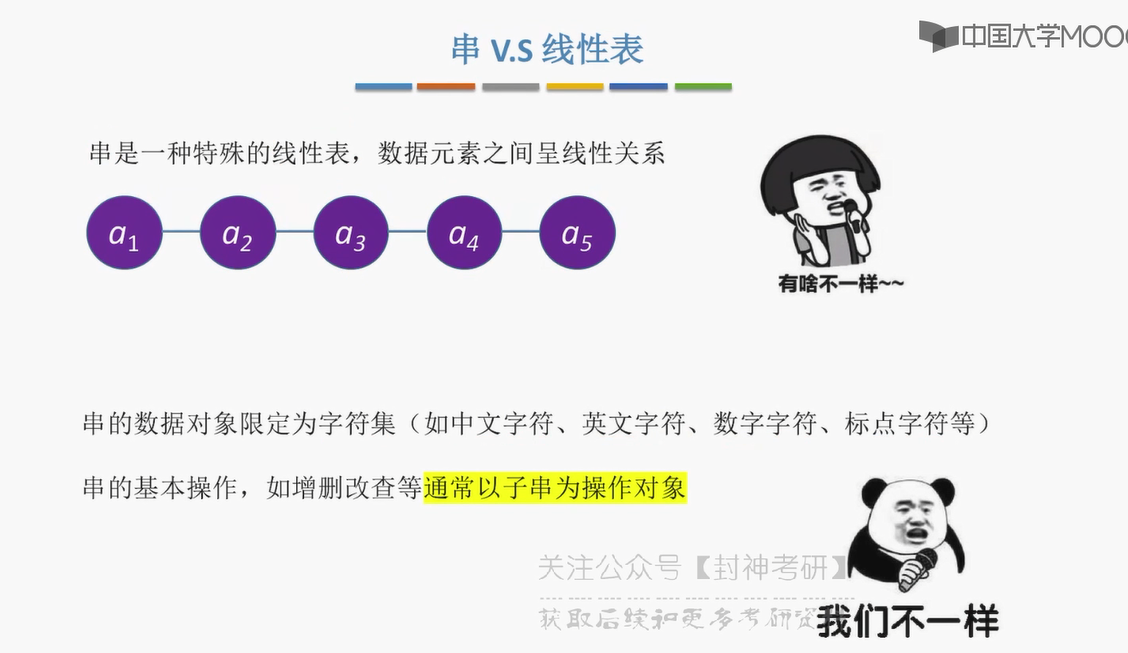 串 V.S 线性表
中国大学MOOC
串是一种特殊的线性表，数据元素之间呈线性关系
a1 a2 a3 a4 a5
有啥不一样~~
串的数据对象限定为字符集（如中文字符、英文字符、数字字符、标点字符等）
串的基本操作，如增删改查等通常以子串为操作对象
关注公众号【封神考研】
获取后续和更多考研资
我们不一样